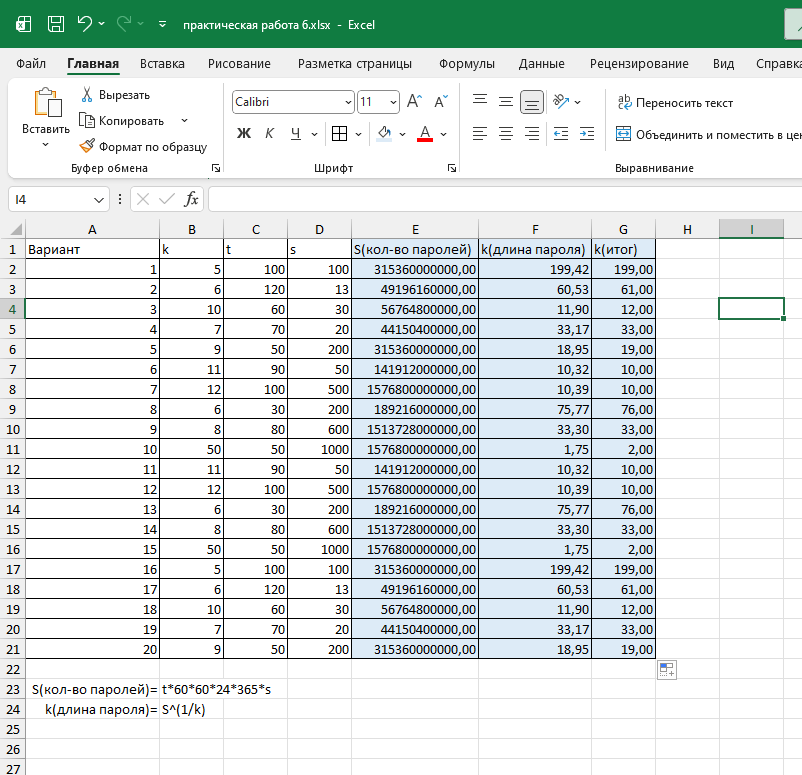 практическая работа 6.xlsx - Excel
Файл Главная Вставка Рисование Разметка страницы Формулы Данные Рецензирование Вид Справка
Вставить
Вырезать
Копировать
Формат по образцу
Буфер обмена
Calibri 11
Ж К Ч А
Шрифт
Переносить текст
Объединить и поместить в цен
Выравнивание
I4 fx
A B C D E F G H I
1 Вариант k t s S(кол-во паролей) k(длина пароля) k(итог)
2 1 5 100 100 315360000000,00 199,42 199,00
3 2 6 120 13 49196160000,00 60,53 61,00
4 3 10 60 30 56764800000,00 11,90 12,00
5 4 7 70 20 44150400000,00 33,17 33,00
6 5 9 50 200 315360000000,00 18,95 19,00
7 6 11 90 50 141912000000,00 10,32 10,00
8 7 12 100 500 1576800000000,00 10,39 10,00
9 8 6 30 200 189216000000,00 75,77 76,00
10 9 8 80 600 1513728000000,00 33,30 33,00
11 10 50 50 1000 1576800000000,00 1,75 2,00
12 11 11 90 50 141912000000,00 10,32 10,00
13 12 12 100 500 1576800000000,00 10,39 10,00
14 13 6 30 200 189216000000,00 75,77 76,00
15 14 8 80 600 1513728000000,00 33,30 33,00
16 15 50 50 1000 1576800000000,00 1,75 2,00
17 16 5 100 100 315360000000,00 199,42 199,00
18 17 6 120 13 49196160000,00 60,53 61,00
19 18 10 60 30 56764800000,00 11,90 12,00
20 19 7 70 20 44150400000,00 33,17 33,00
21 20 9 50 200 315360000000,00 18,95 19,00
22
23 S(кол-во паролей)= t*60*60*24*365*s
24 k(длина пароля)= S^(1/k)
25
26
27